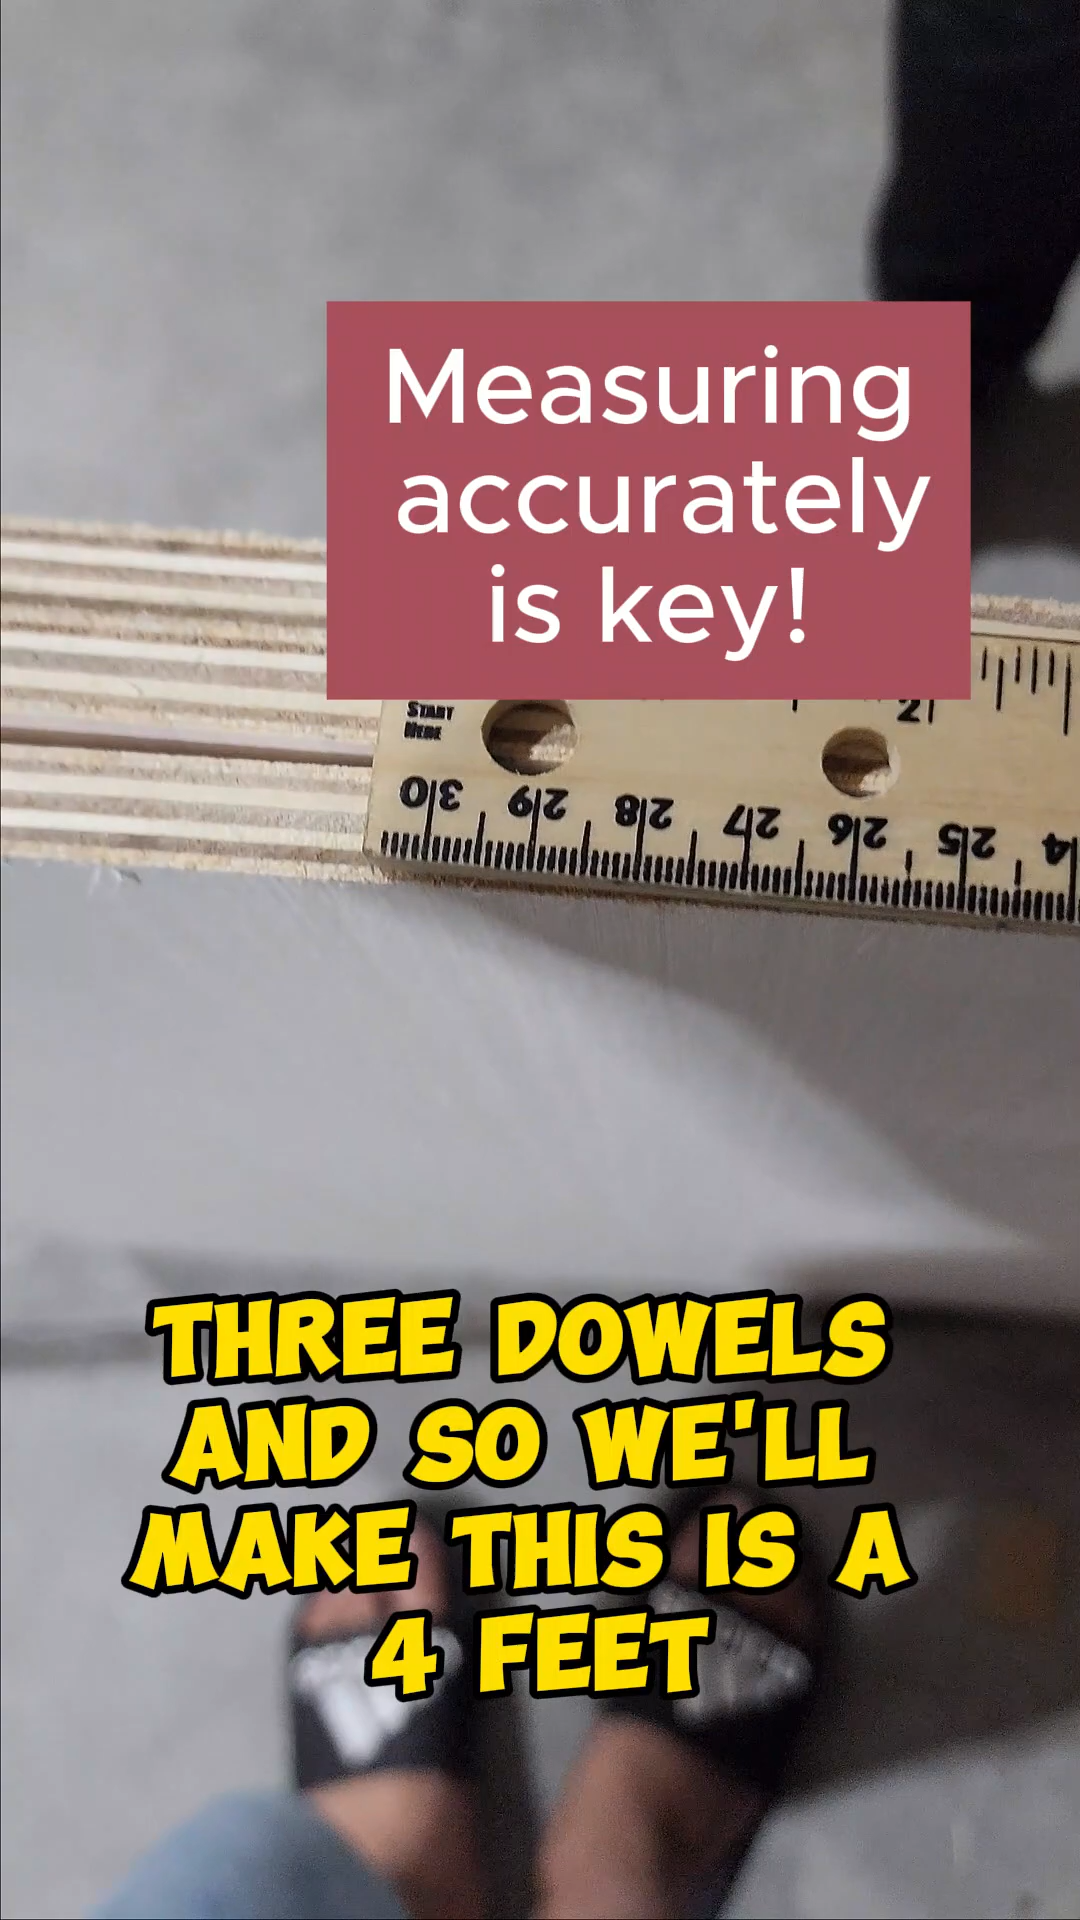 Measuring
accurately
is key!
START
HERE
12
30 29 28 27 26 25
THREE DOWELS
AND SO WE'LL
MAKE THIS IS A
4 FEET